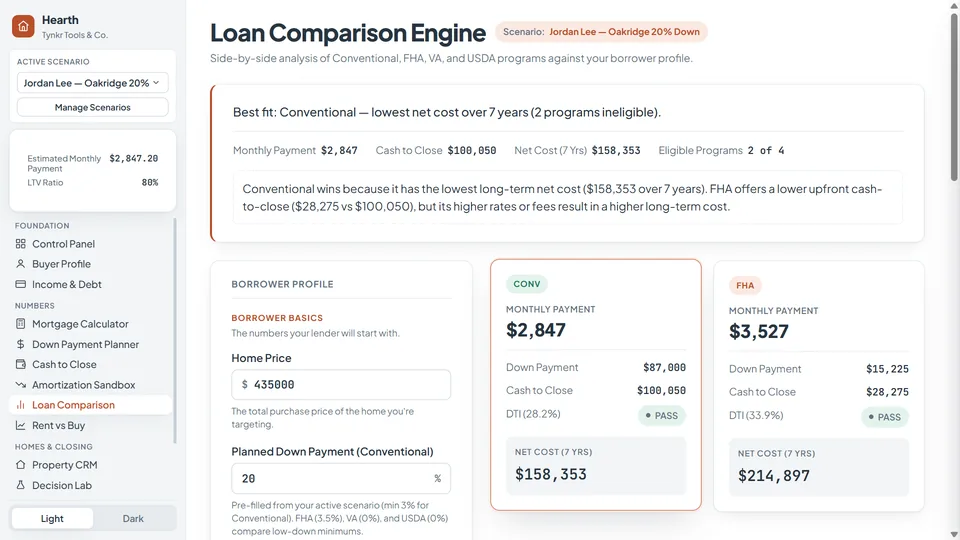 Hearth
Tynkr Tools & Co.
ACTIVE SCENARIO
Jordan Lee — Oakridge 20%
Manage Scenarios
Estimated Monthly Payment $2,847.20
LTV Ratio 80%
FOUNDATION
Control Panel
Buyer Profile
Income & Debt
NUMBERS
Mortgage Calculator
Down Payment Planner
Cash to Close
Amortization Sandbox
Loan Comparison
Rent vs Buy
HOMES & CLOSING
Property CRM
Decision Lab
Light Dark
Loan Comparison Engine
Scenario: Jordan Lee — Oakridge 20% Down
Side-by-side analysis of Conventional, FHA, VA, and USDA programs against your borrower profile.
Best fit: Conventional — lowest net cost over 7 years (2 programs ineligible).
Monthly Payment $2,847 Cash to Close $100,050 Net Cost (7 Yrs) $158,353 Eligible Programs 2 of 4
Conventional wins because it has the lowest long-term net cost ($158,353 over 7 years). FHA offers a lower upfront cash-
to-close ($28,275 vs $100,050), but its higher rates or fees result in a higher long-term cost.
BORROWER PROFILE
BORROWER BASICS
The numbers your lender will start with.
Home Price
$ 435000
The total purchase price of the home you're
targeting.
Planned Down Payment (Conventional)
20 %
Pre-filled from your active scenario (min 3% for
Conventional). FHA (3.5%), VA (0%), and USDA (0%)
compare low-down minimums.
CONV
MONTHLY PAYMENT
$2,847
Down Payment $87,000
Cash to Close $100,050
DTI (28.2%) PASS
NET COST (7 YRS)
$158,353
FHA
MONTHLY PAYMENT
$3,527
Down Payment $15,225
Cash to Close $28,275
DTI (33.9%) PASS
NET COST (7 YRS)
$214,897